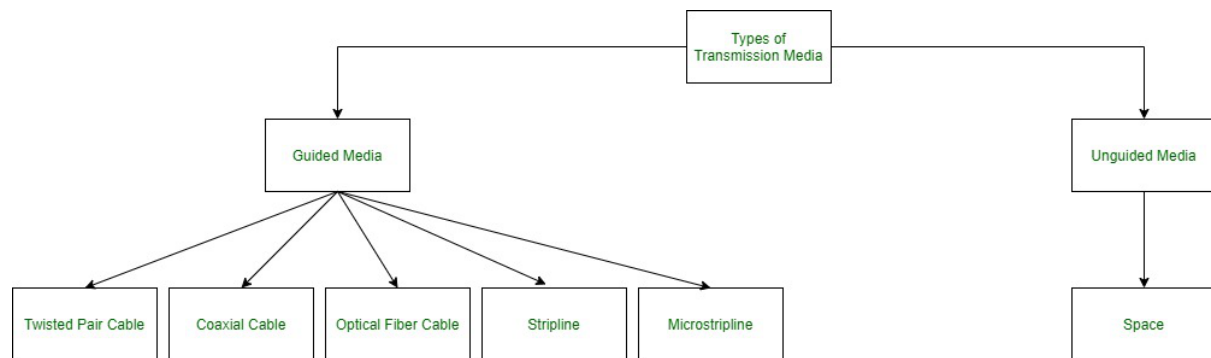 Types of
Transmission Media
Guided Media
Unguided Media
Twisted Pair Cable
Coaxial Cable
Optical Fiber Cable
Stripline
Microstripline
Space